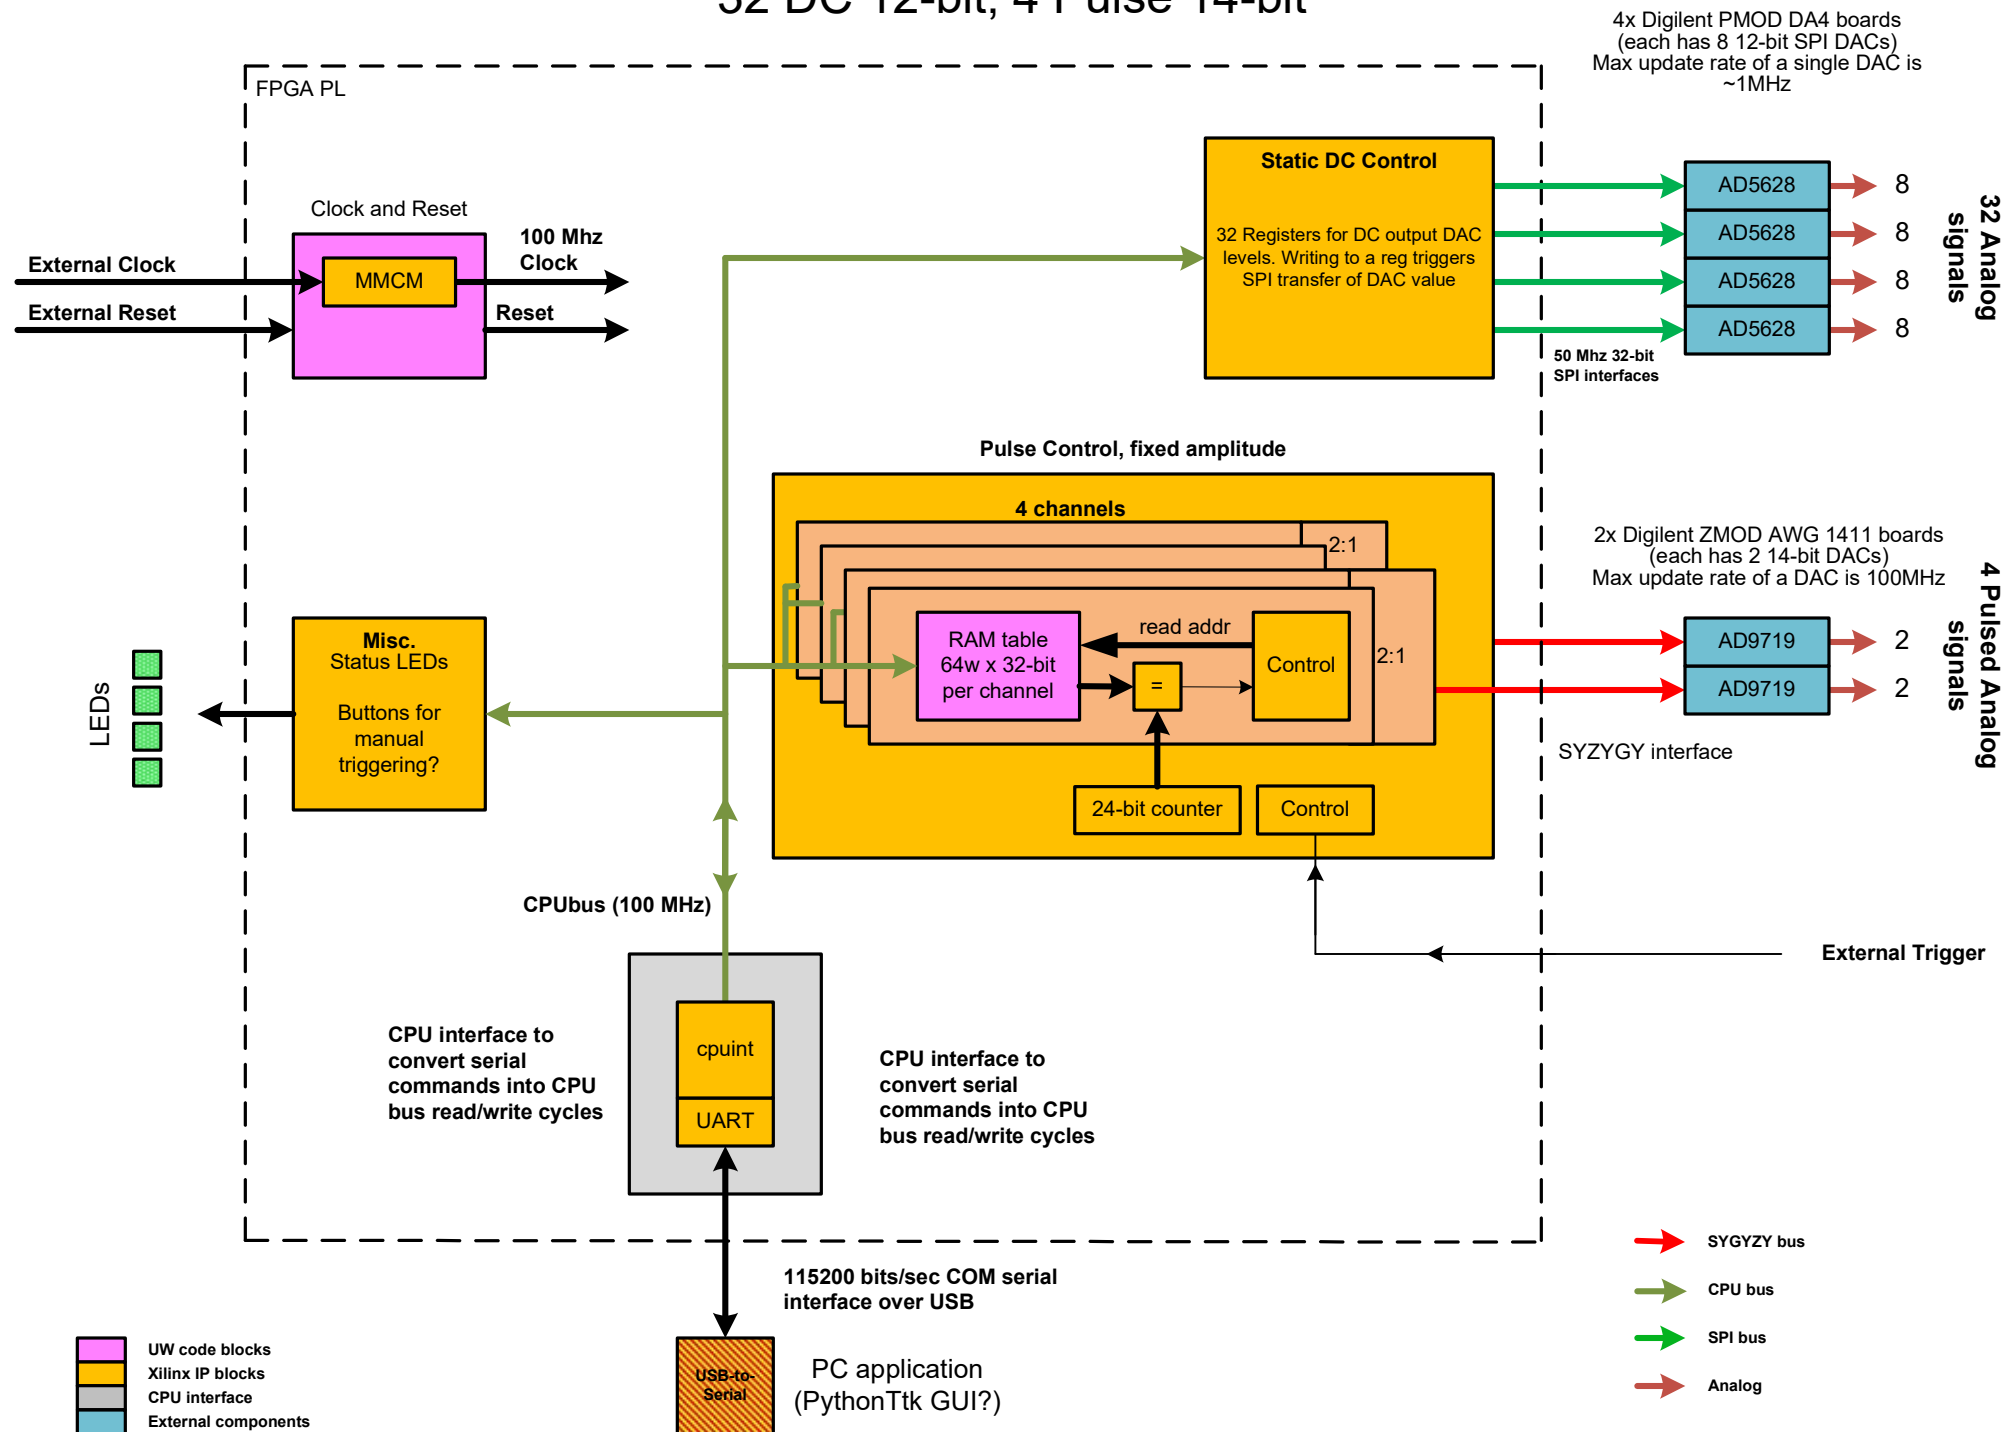 32 DC 12-bit, 4 Pulse 14-bit
4x Digilent PMOD DA4 boards
(each has 8 12-bit SPI DACs)
Max update rate of a single DAC is
~1MHz
FPGA PL
Static DC Control
32 Registers for DC output DAC
levels. Writing to a reg triggers
SPI transfer of DAC value
AD5628
8
AD5628
8
AD5628
8
AD5628
8
32 Analog
signals
50 Mhz 32-bit
SPI interfaces
Clock and Reset
External Clock
MMCM
100 Mhz
Clock
External Reset
Reset
Pulse Control, fixed amplitude
4 channels
2:1
2:1
RAM table
64w x 32-bit
per channel
read addr
=
Control
24-bit counter
Control
2x Digilent ZMOD AWG 1411 boards
(each has 2 14-bit DACs)
Max update rate of a DAC is 100MHz
AD9719
2
AD9719
2
4 Pulsed Analog
signals
SYZYGY interface
LEDs
Misc.
Status LEDs
Buttons for
manual
triggering?
CPUbus (100 MHz)
External Trigger
CPU interface to
convert serial
commands into CPU
bus read/write cycles
cpuint
UART
CPU interface to
convert serial
commands into CPU
bus read/write cycles
115200 bits/sec COM serial
interface over USB
USB-to-
Serial
PC application
(PythonTtk GUI?)
UW code blocks
Xilinx IP blocks
CPU interface
External components
SYGYZY bus
CPU bus
SPI bus
Analog